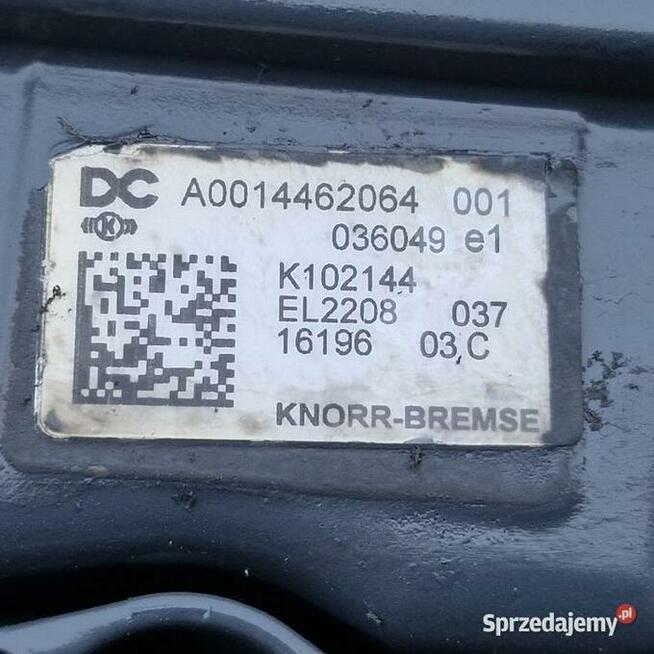 DC A0014462064 001
036049 e1
K
K102144
EL2208 037
16196 03,C
KNORR-BREMSE
Sprzedajemy.pl